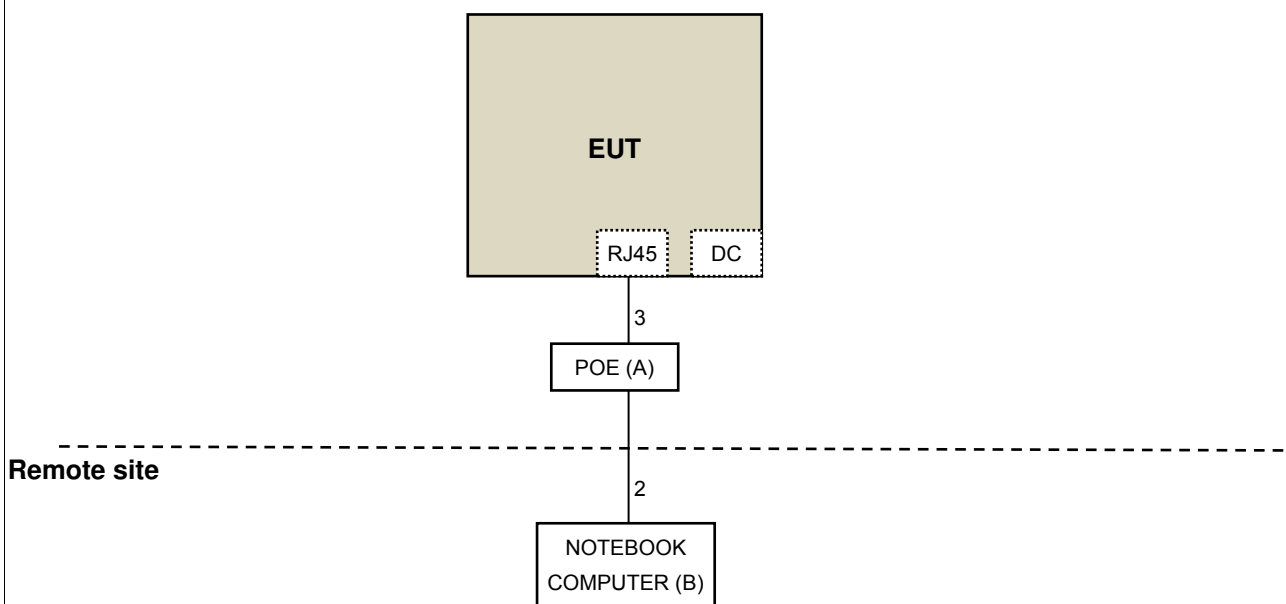 EUT
RJ45 DC
3
POE (A)
Remote site
2
NOTEBOOK
COMPUTER (B)